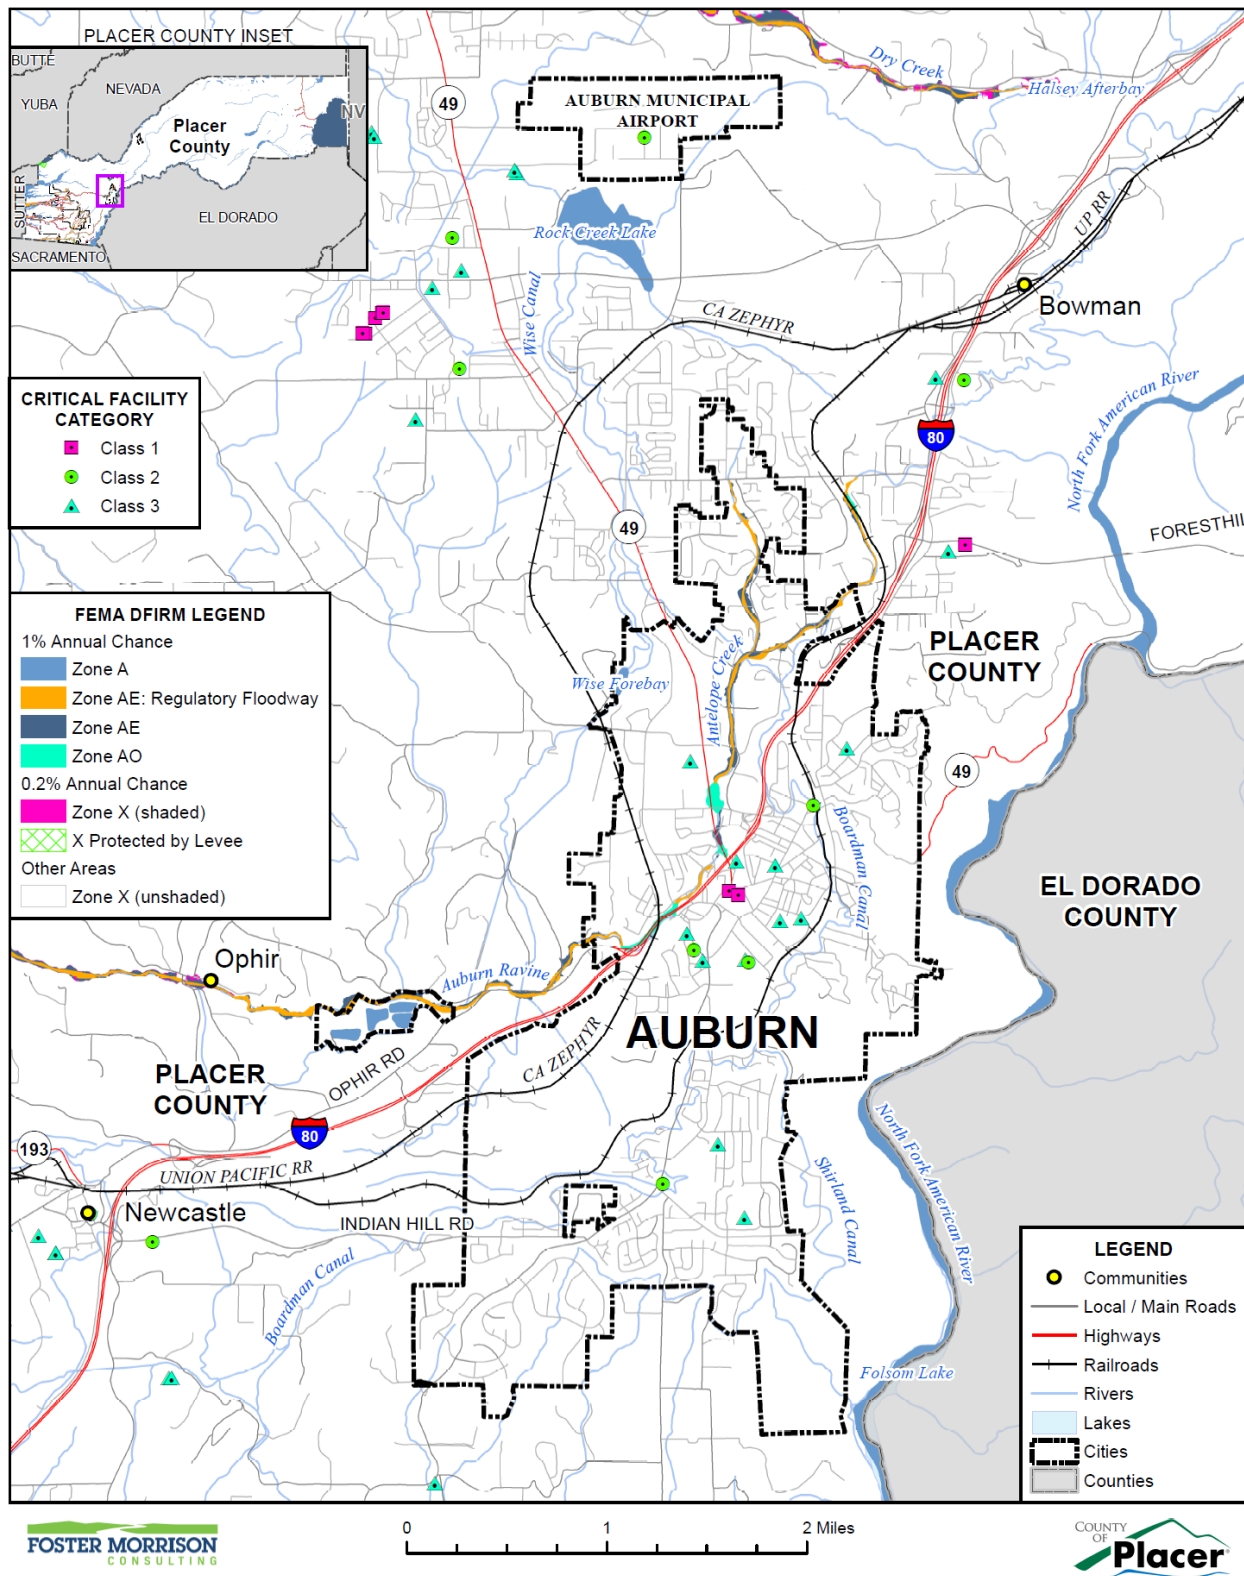 PLACER COUNTY INSET
BUTTE
NEVADA
YUBA
NV
Placer
County
SUTTER
EL DORADO
SACRAMENTO
49
AUBURN MUNICIPAL
AIRPORT
Dry Creek
Halsey Afterbay
Rock Creek Lake
UP RR
Wise Canal
CA ZEPHYR
Bowman
CRITICAL FACILITY
CATEGORY
Class 1
Class 2
Class 3
80
North Fork American River
49
FORESTHIL
FEMA DFIRM LEGEND
1% Annual Chance
Zone A
Zone AE: Regulatory Floodway
Zone AE
Zone AO
0.2% Annual Chance
Zone X (shaded)
X Protected by Levee
Other Areas
Zone X (unshaded)
PLACER
COUNTY
Wise Forebay
Antelope Creek
49
Boardman Canal
EL DORADO
COUNTY
Ophir
Auburn Ravine
AUBURN
CA ZEPHYR
OPHIR RD
PLACER
COUNTY
80
193
UNION PACIFIC RR
North Fork American River
Shirland Canal
Newcastle
INDIAN HILL RD
Boardman Canal
Folsom Lake
LEGEND
Communities
Local / Main Roads
Highways
Railroads
Rivers
Lakes
Cities
Counties
FOSTER MORRISON
CONSULTING
0 1 2 Miles
COUNTY
OF
Placer